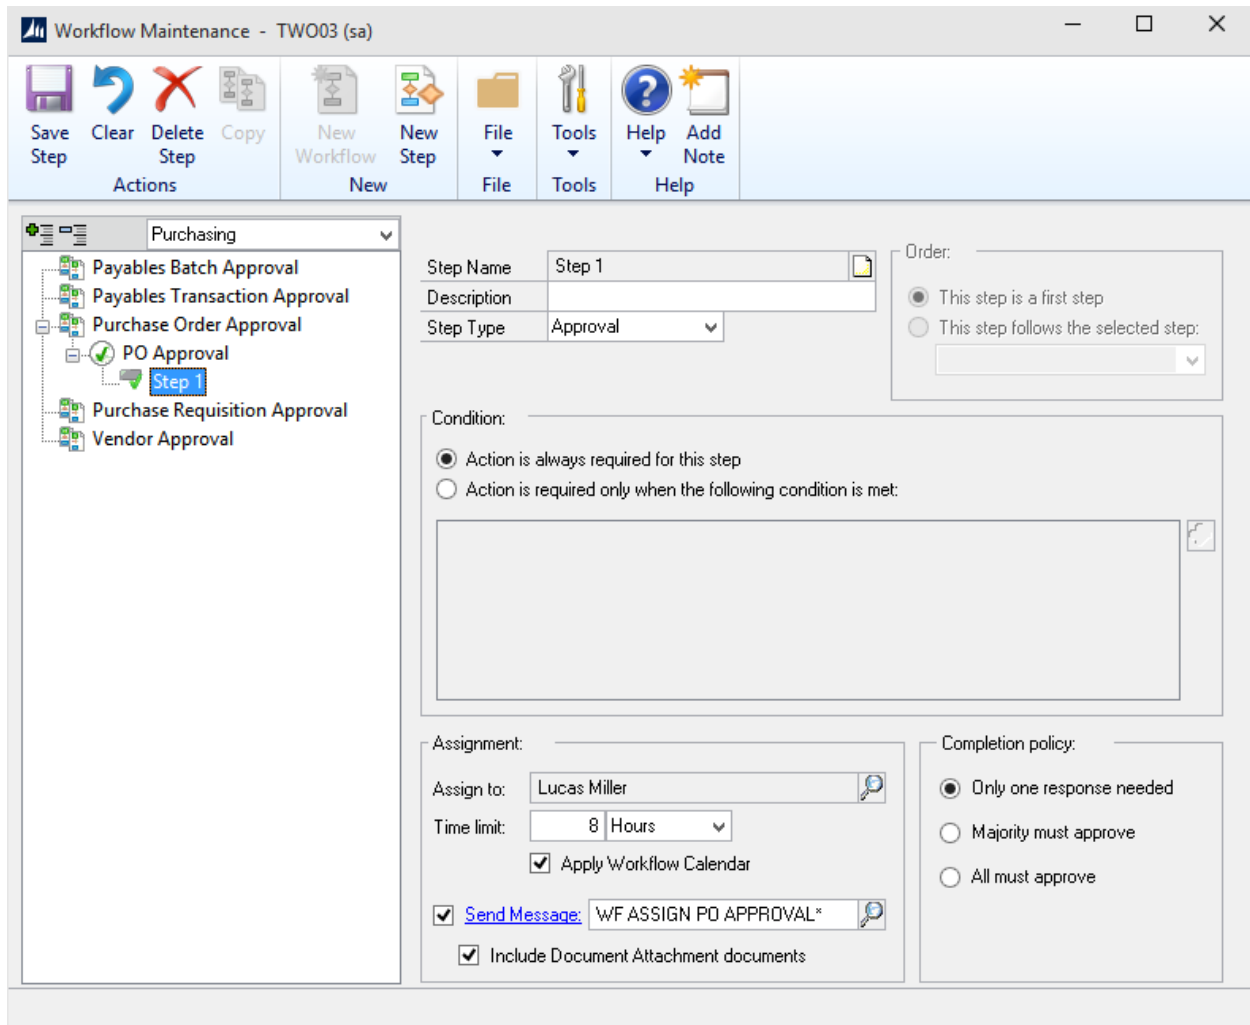 Workflow Maintenance - TWO03 (sa)
Save Step
Clear
Delete Step
Copy
New Workflow
New Step
File
Tools
Help
Add Note
Actions
New
File
Tools
Help
Purchasing
Payables Batch Approval
Payables Transaction Approval
Purchase Order Approval
PO Approval
Step 1
Purchase Requisition Approval
Vendor Approval
Step Name Step 1
Description
Step Type Approval
Order:
This step is a first step
This step follows the selected step:
Condition:
Action is always required for this step
Action is required only when the following condition is met:
Assignment:
Assign to: Lucas Miller
Time limit: 8 Hours
Apply Workflow Calendar
Send Message: WF ASSIGN PO APPROVAL*
Include Document Attachment documents
Completion policy:
Only one response needed
Majority must approve
All must approve